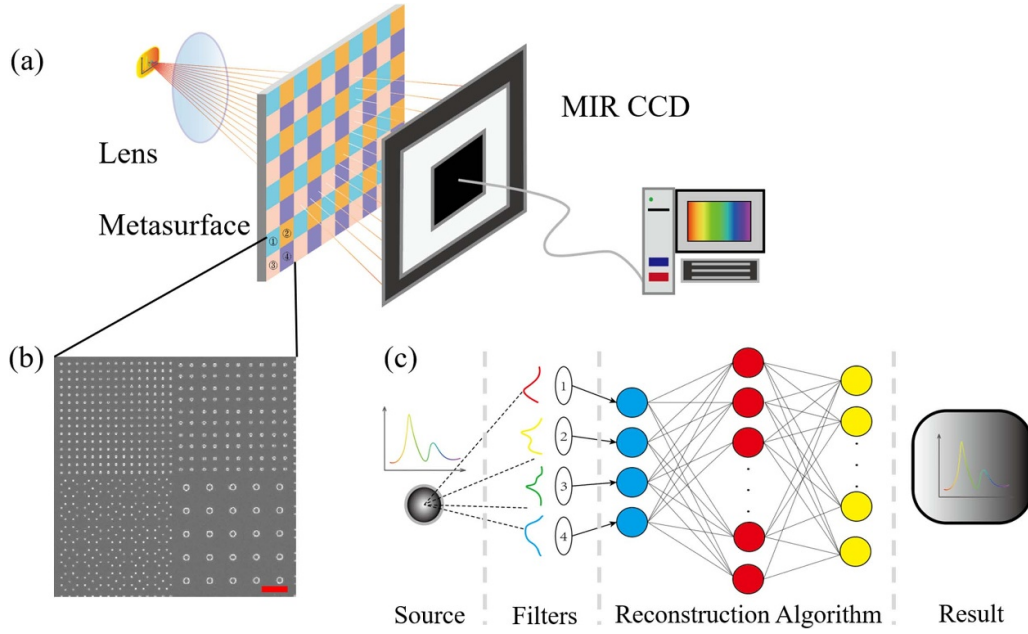 (a)
MIR CCD
Lens
Metasurface
① ②
③ ④
(b)
(c)
1
2
3
4
Source
Filters
Reconstruction Algorithm
Result